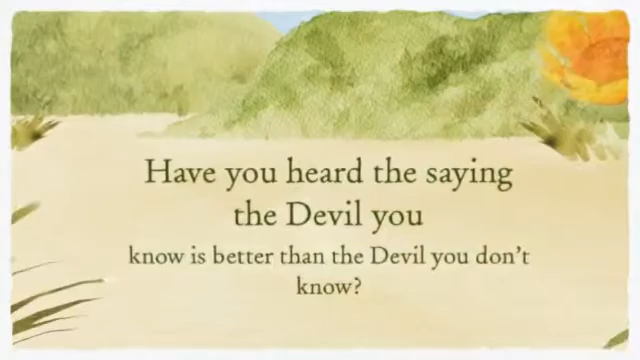 Have you heard the saying
the Devil you
know is better than the Devil you don’t
know?